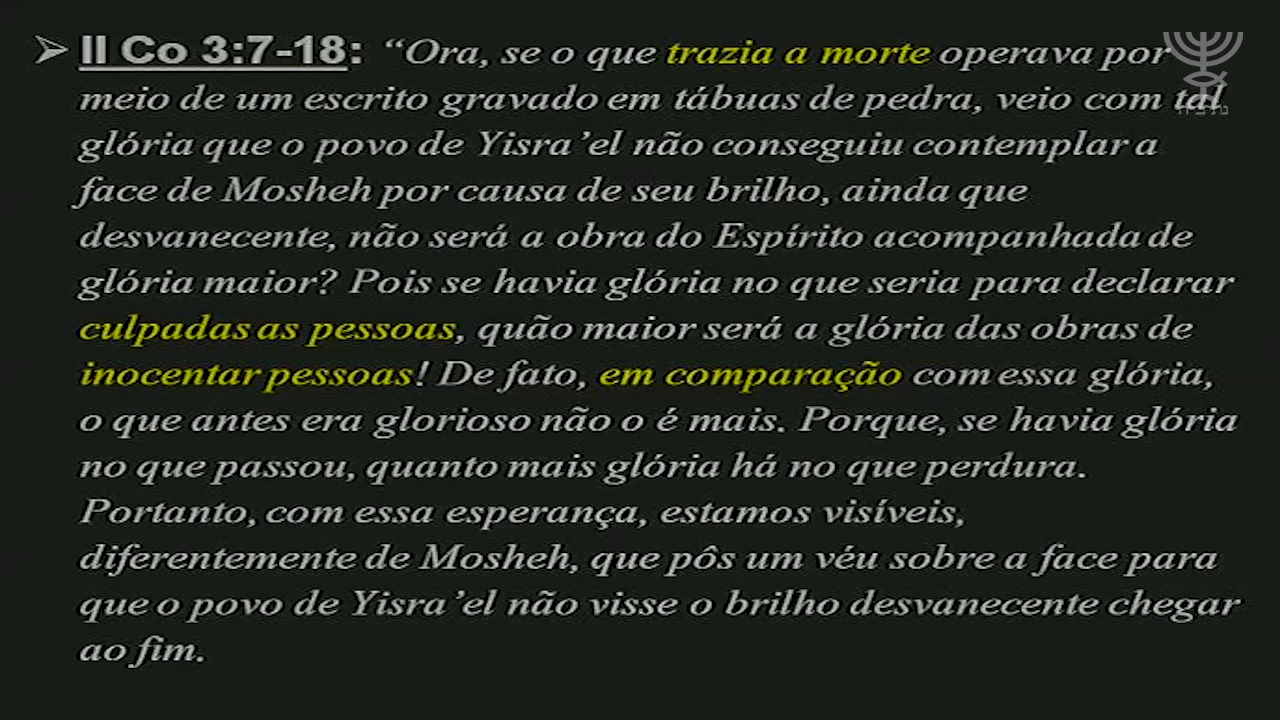 ➢ II Co 3:7-18: “Ora, se o que trazia a morte operava por
meio de um escrito gravado em tábuas de pedra, veio com tal
glória que o povo de Yisra’el não conseguiu contemplar a
face de Mosheh por causa de seu brilho, ainda que
desvanecente, não será a obra do Espírito acompanhada de
glória maior? Pois se havia glória no que seria para declarar
culpadas as pessoas, quão maior será a glória das obras de
inocentar pessoas! De fato, em comparação com essa glória,
o que antes era glorioso não o é mais. Porque, se havia glória
no que passou, quanto mais glória há no que perdura.
Portanto, com essa esperança, estamos visíveis,
diferentemente de Mosheh, que pôs um véu sobre a face para
que o povo de Yisra’el não visse o brilho desvanecente chegar
ao fim.